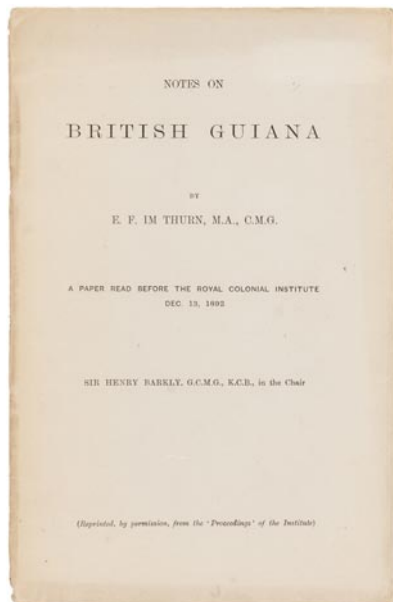 NOTES ON
BRITISH GUIANA
BY
E. F. IM THURN, M.A., C.M.G.
A PAPER READ BEFORE THE ROYAL COLONIAL INSTITUTE
DEC. 13, 1892
SIR HENRY BARKLY, G.C.M.G., K.C.B., in the Chair
(Reprinted, by permission, from the ‘Proceedings’ of the Institute)